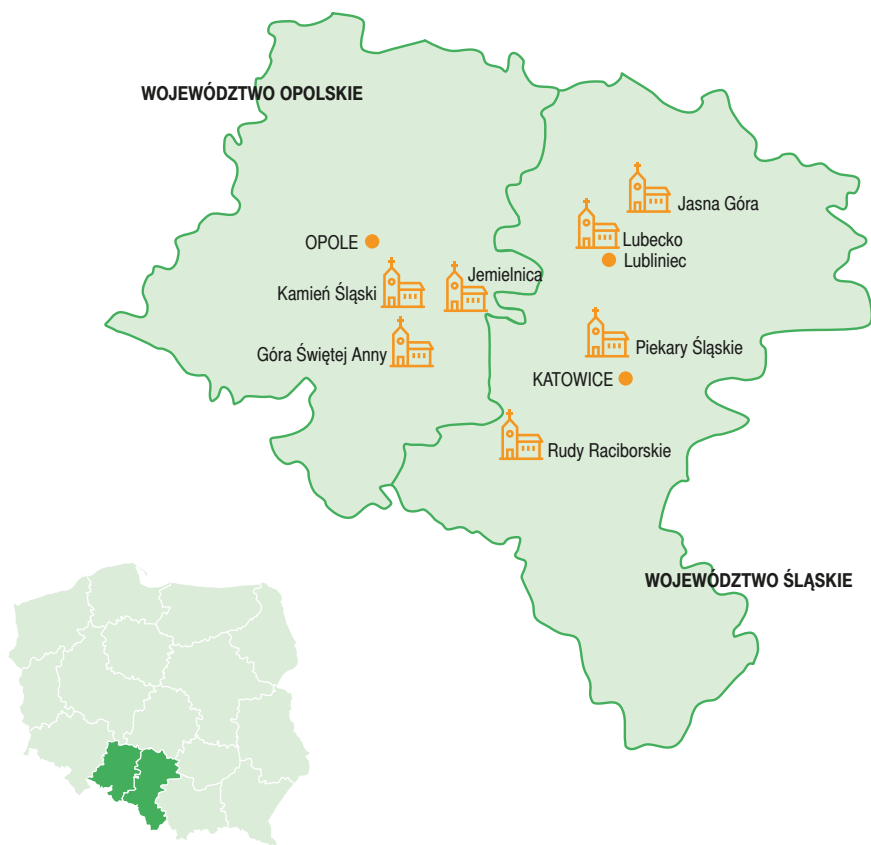 WOJEWÓDZTWO OPOLSKIE
Jasna Góra
OPOLE
Lubecko
Lubliniec
Jemielnica
Kamień Śląski
Góra Świętej Anny
Piekary Śląskie
KATOWICE
Rudy Raciborskie
WOJEWÓDZTWO ŚLĄSKIE